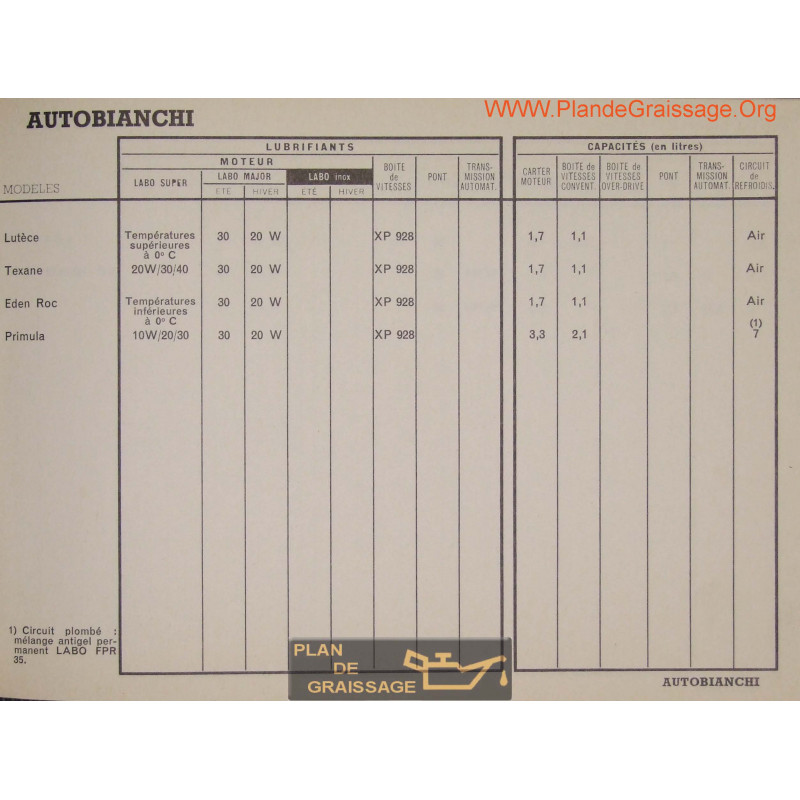 WWW.PlandeGraissage.Org
AUTOBIANCHI
LUBRIFIANTS
CAPACITÉS (en litres)
MOTEUR
MODELES
LABO SUPER
LABO MAJOR
LABO inox
ÉTÉ HIVER ÉTÉ HIVER
BOITE de VITESSES
PONT
TRANS- MISSION AUTOMAT.
CARTER MOTEUR
BOITE de VITESSES CONVENT.
BOITE de VITESSES OVER-DRIVE
PONT
TRANS- MISSION AUTOMAT.
CIRCUIT de REFROIDIS.
Lutèce Températures 30 20 W XP 928 1,7 1,1 Air
supérieures
à 0° C
Texane 20W/30/40 30 20 W XP 928 1,7 1,1 Air
Eden Roc Températures 30 20 W XP 928 1,7 1,1 Air
inférieures
à 0° C (1)
Primula 10W/20/30 30 20 W XP 928 3,3 2,1 7
1) Circuit plombé :
mélange antigel per-
manent LABO FPR
35.
PLAN
DE
GRAISSAGE
AUTOBIANCHI